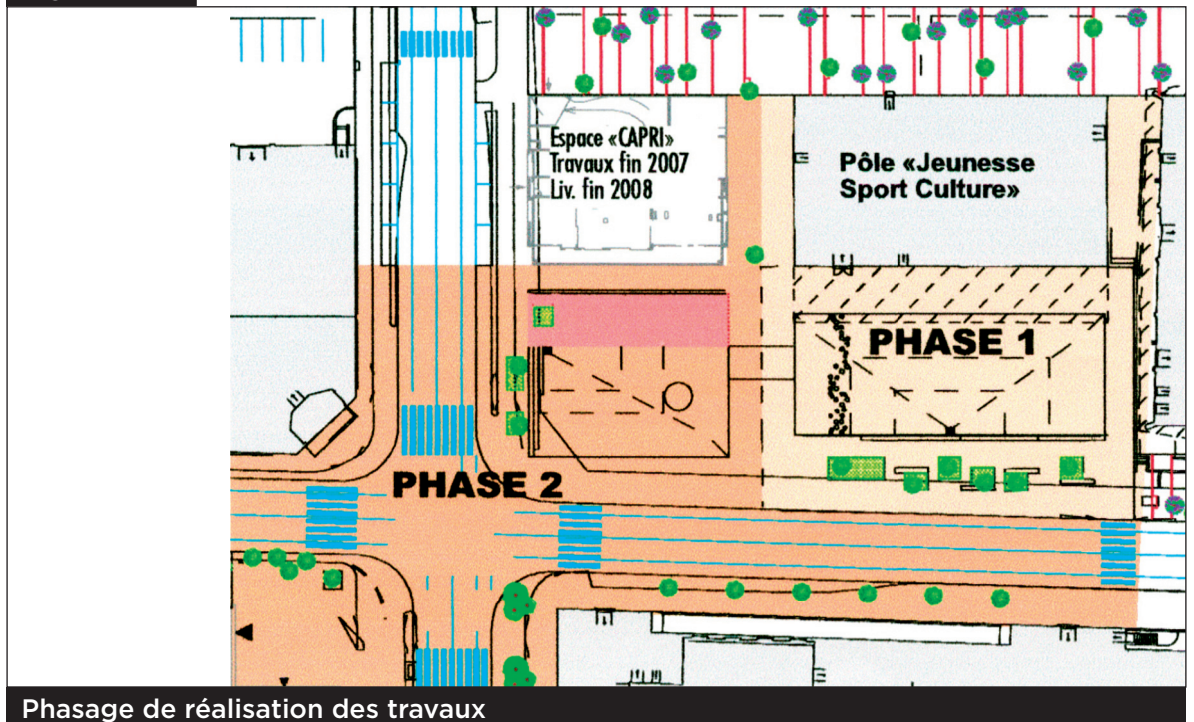 Espace «CAPRI»
Travaux fin 2007
Liv. fin 2008
Pôle «Jeunesse
Sport Culture»
PHASE 1
PHASE 2
Phasage de réalisation des travaux